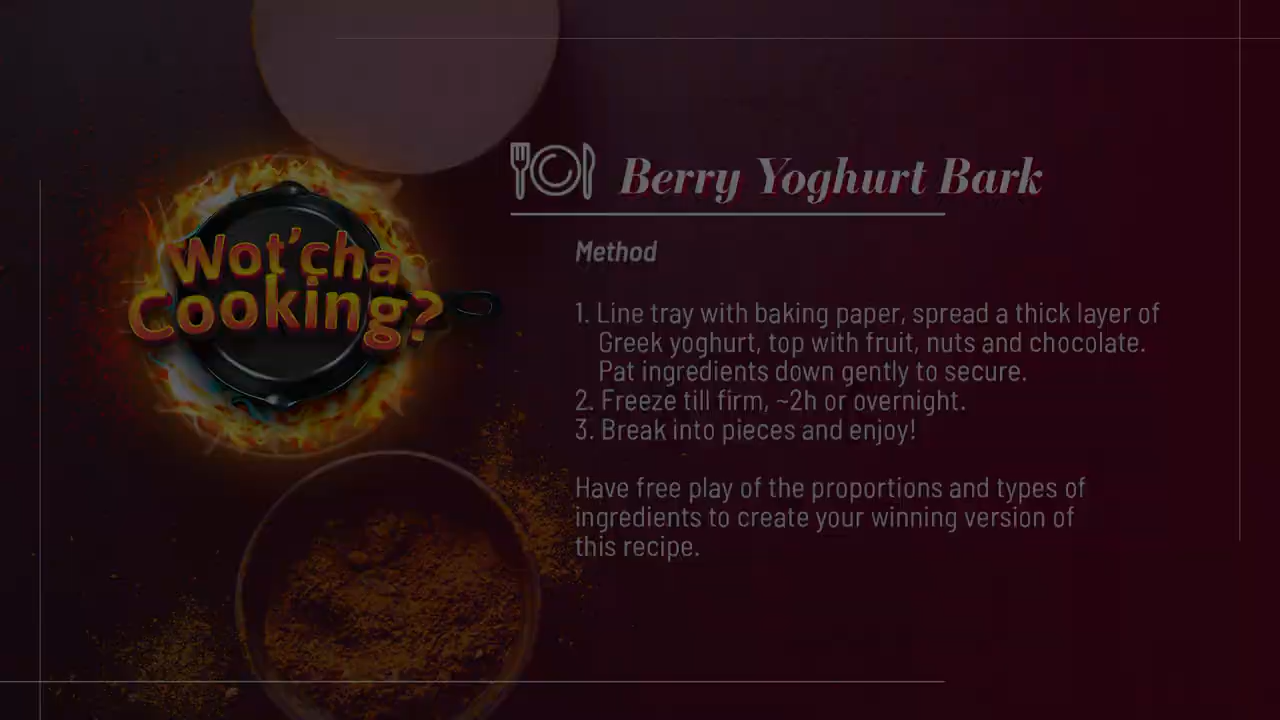 Wot'cha
Cooking?
Berry Yoghurt Bark
Method
1. Line tray with baking paper, spread a thick layer of
Greek yoghurt, top with fruit, nuts and chocolate.
Pat ingredients down gently to secure.
2. Freeze till firm, ~2h or overnight.
3. Break into pieces and enjoy!
Have free play of the proportions and types of
ingredients to create your winning version of
this recipe.